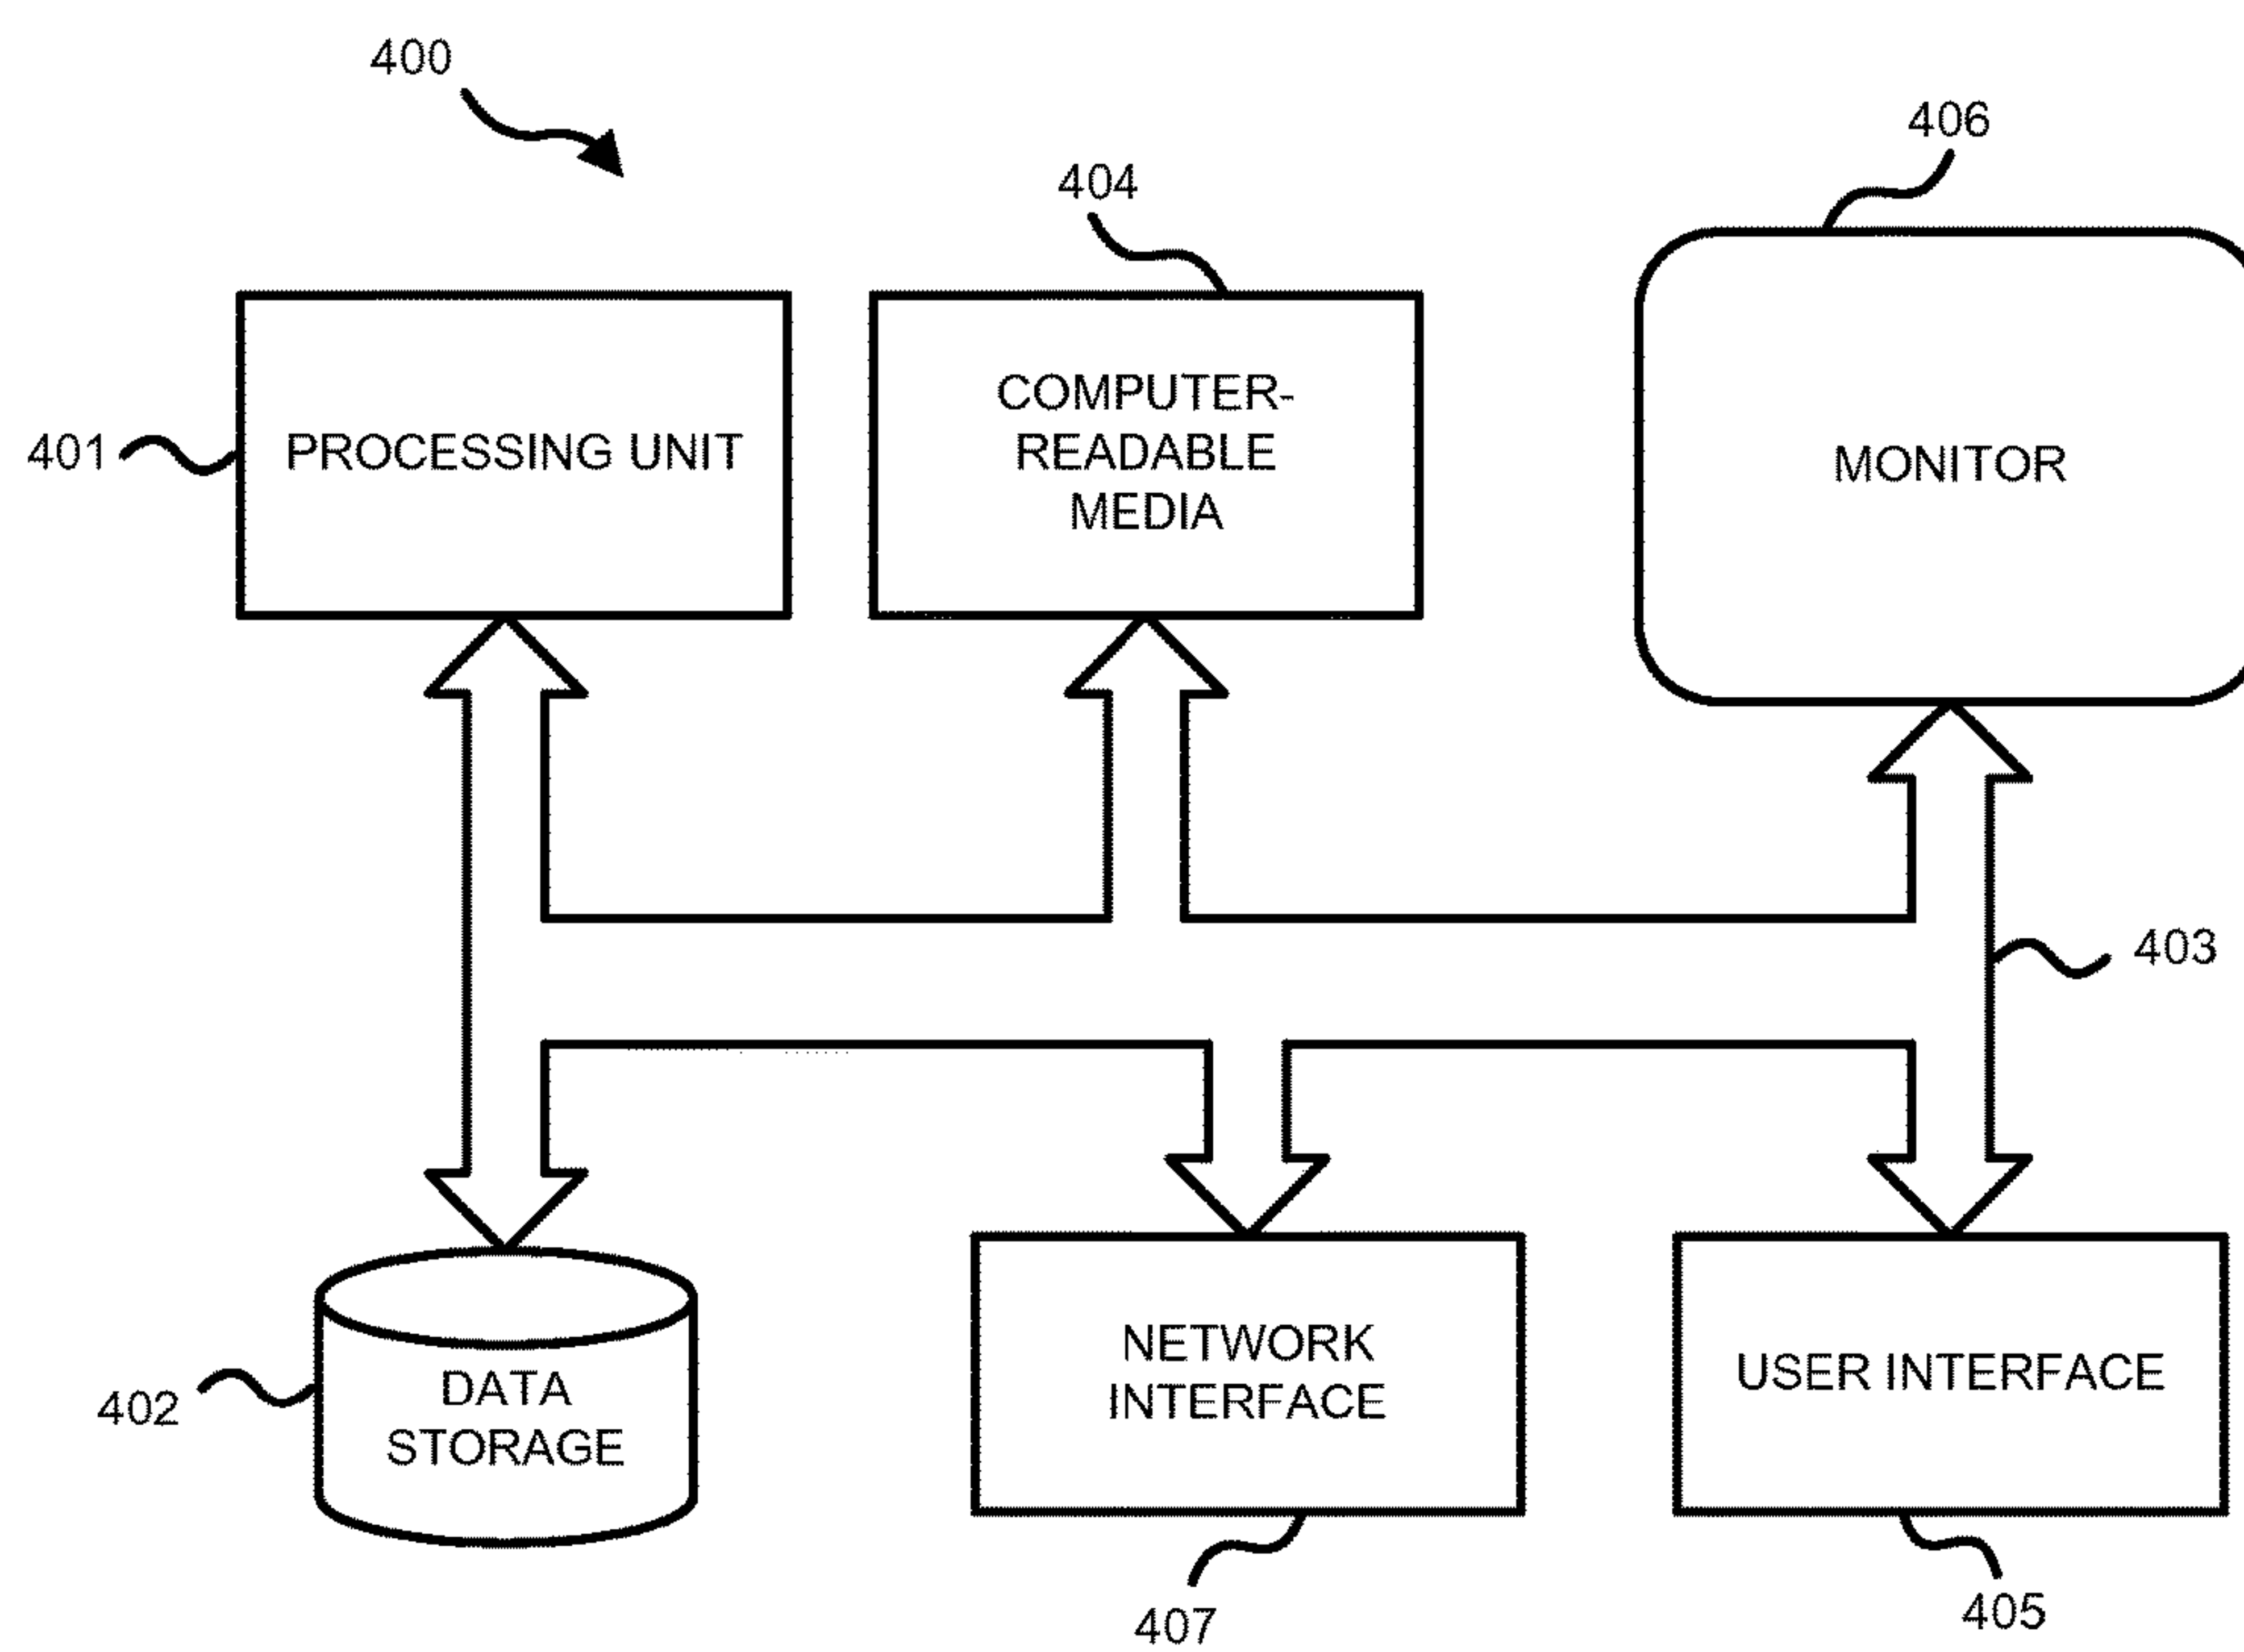 400
406
404
COMPUTER-
READABLE
MEDIA
401
PROCESSING UNIT
MONITOR
403
NETWORK
INTERFACE
USER INTERFACE
DATA
STORAGE
402
407
405